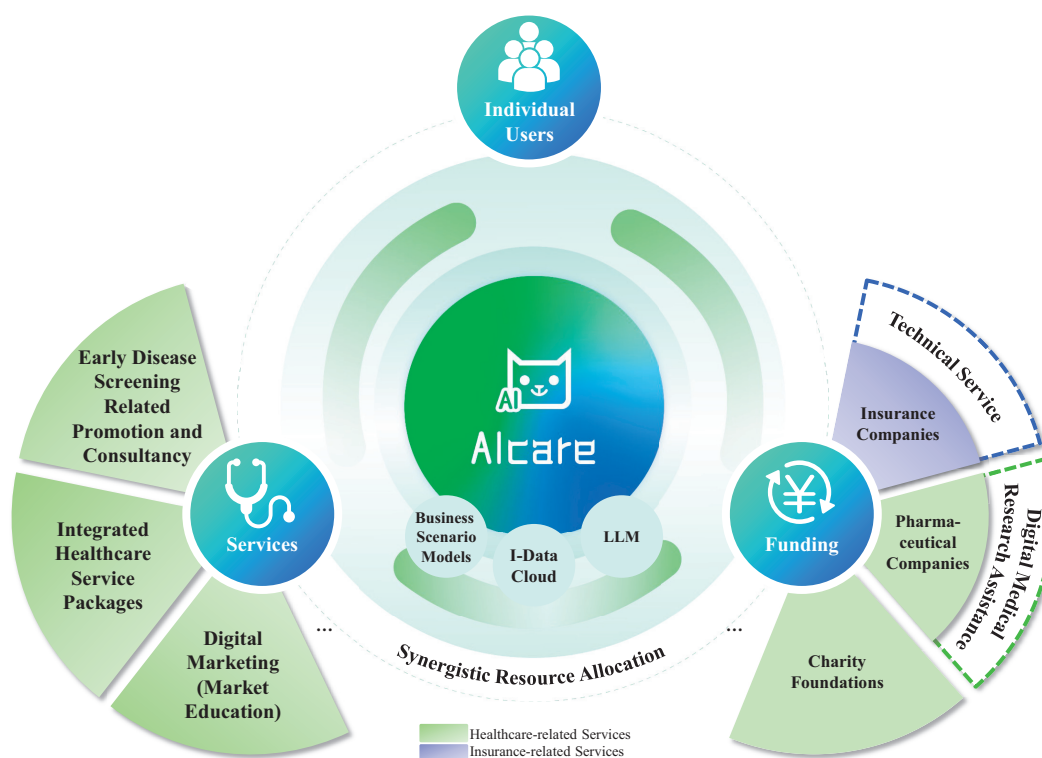 Individual
Users
Early Disease
Screening
Related
Promotion and
Consultancy
Integrated
Healthcare
Service
Packages
Digital
Marketing
(Market
Education)
Services
...
AI
AIcare
Business
Scenario
Models
I-Data
Cloud
LLM
Synergistic Resource Allocation
¥
Funding
...
Technical Service
Insurance
Companies
Digital Medical
Research Assistance
Pharma-
ceutical
Companies
Charity
Foundations
Healthcare-related Services
Insurance-related Services